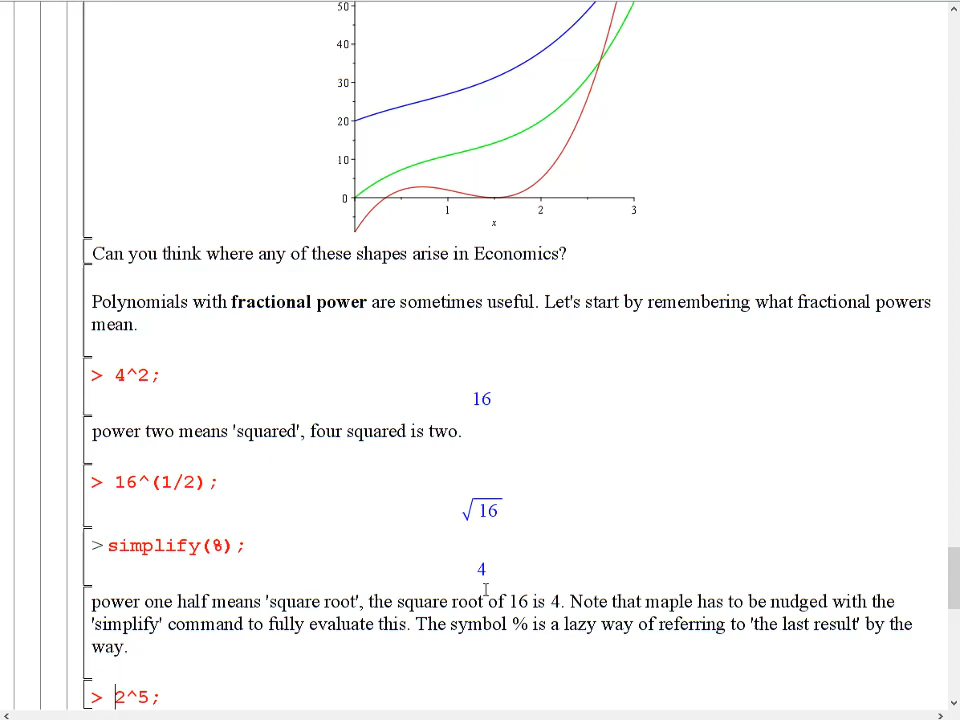 50
40
30
20
10
0
1 2 3
x
Can you think where any of these shapes arise in Economics?
Polynomials with fractional power are sometimes useful. Let's start by remembering what fractional powers
mean.
> 4^2;
16
power two means 'squared', four squared is two.
> 16^(1/2);
√16
> simplify(%);
4
power one half means 'square root', the square root of 16 is 4. Note that maple has to be nudged with the
'simplify' command to fully evaluate this. The symbol % is a lazy way of referring to 'the last result' by the
way.
> 2^5;